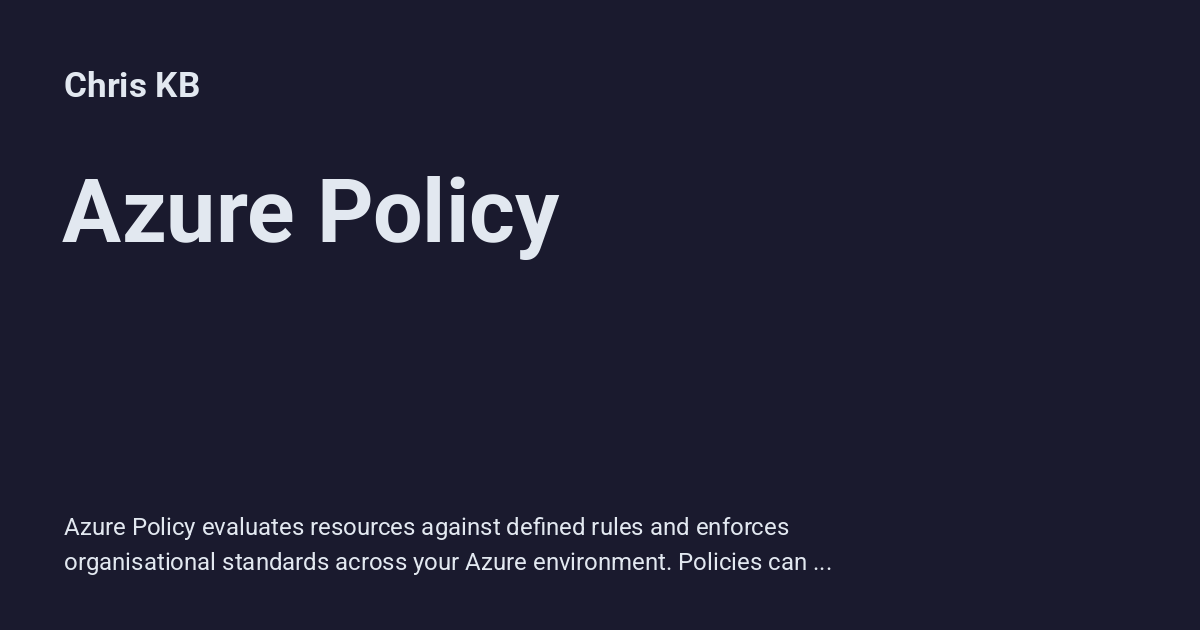 Chris KB
Azure Policy
Azure Policy evaluates resources against defined rules and enforces
organisational standards across your Azure environment. Policies can ...